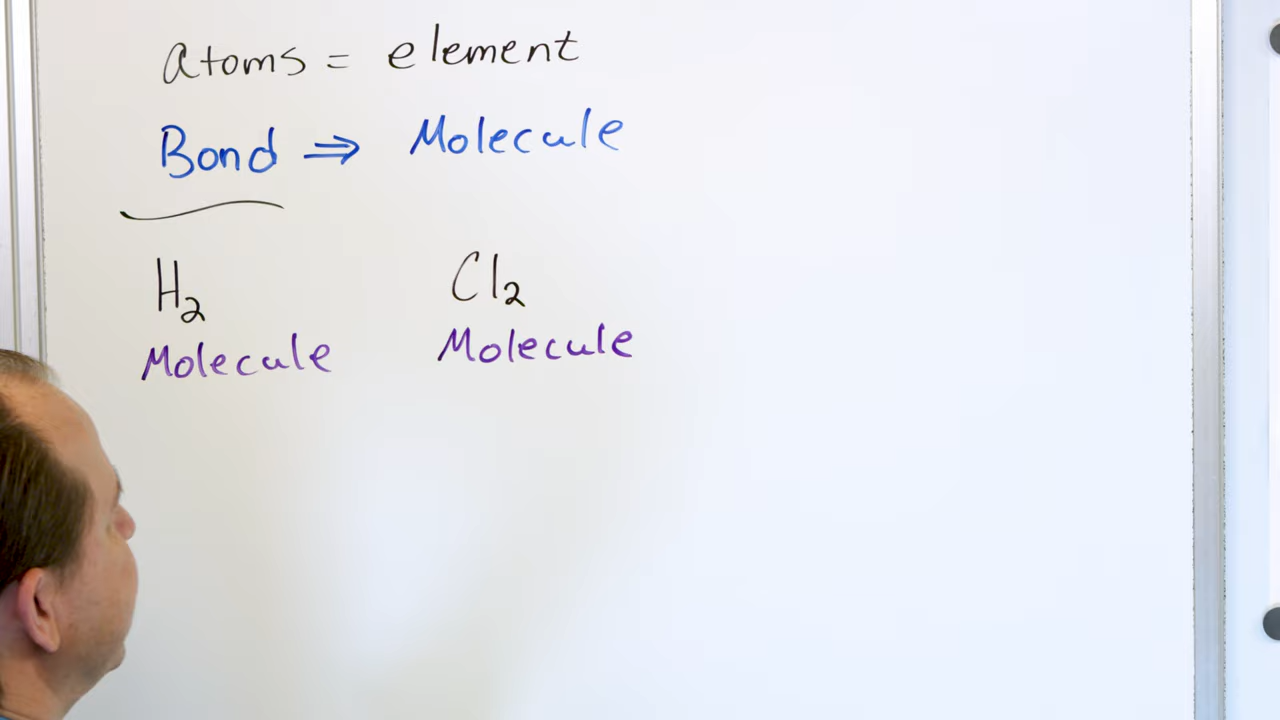 atoms = element
Bond ⇒ Molecule
H₂ Cl₂
Molecule Molecule